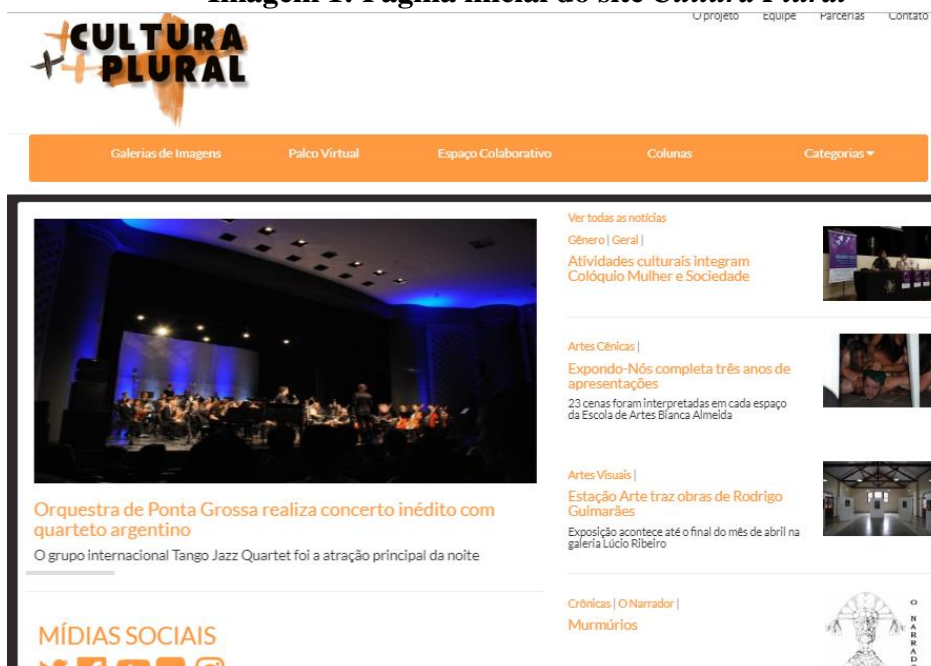 Imagem 1: Página inicial do site Cultura Plural
O projeto Equipe Parcerias Contato
CULTURA
PLURAL
Galerias de Imagens Palco Virtual Espaço Colaborativo Colunas Categorias
Orquestra de Ponta Grossa realiza concerto inédito com
quarteto argentino
O grupo internacional Tango Jazz Quartet foi a atração principal da noite
MÍDIAS SOCIAIS
Ver todas as notícias
Gênero | Geral |
Atividades culturais integram
Colóquio Mulher e Sociedade
Artes Cênicas |
Expondo-Nós completa três anos de
apresentações
23 cenas foram interpretadas em cada espaço
da Escola de Artes Bianca Almeida
Artes Visuais |
Estação Arte traz obras de Rodrigo
Guimarães
Exposição acontece até o final do mês de abril na
galeria Lúcio Ribeiro
Crônicas | O Narrador |
Murmúrios
O NARRADO